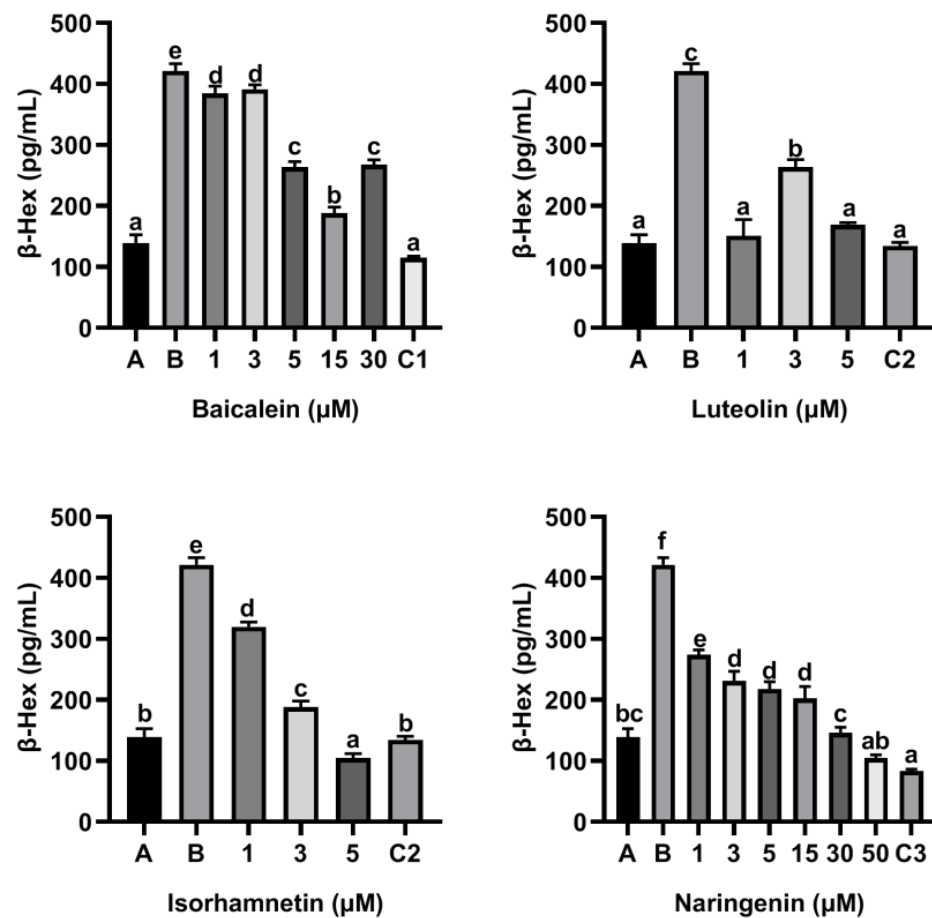 β-Hex (pg/mL)
500
400
300
200
100
0
a
e
d
d
c
b
c
a
A B 1 3 5 15 30 C1
Baicalein (μM)
β-Hex (pg/mL)
500
400
300
200
100
0
a
c
a
b
a
a
A B 1 3 5 C2
Luteolin (μM)
β-Hex (pg/mL)
500
400
300
200
100
0
b
e
d
c
a
b
A B 1 3 5 C2
Isorhamnetin (μM)
β-Hex (pg/mL)
500
400
300
200
100
0
bc
f
e
d
d
d
c
ab
a
A B 1 3 5 15 30 50 C3
Naringenin (μM)